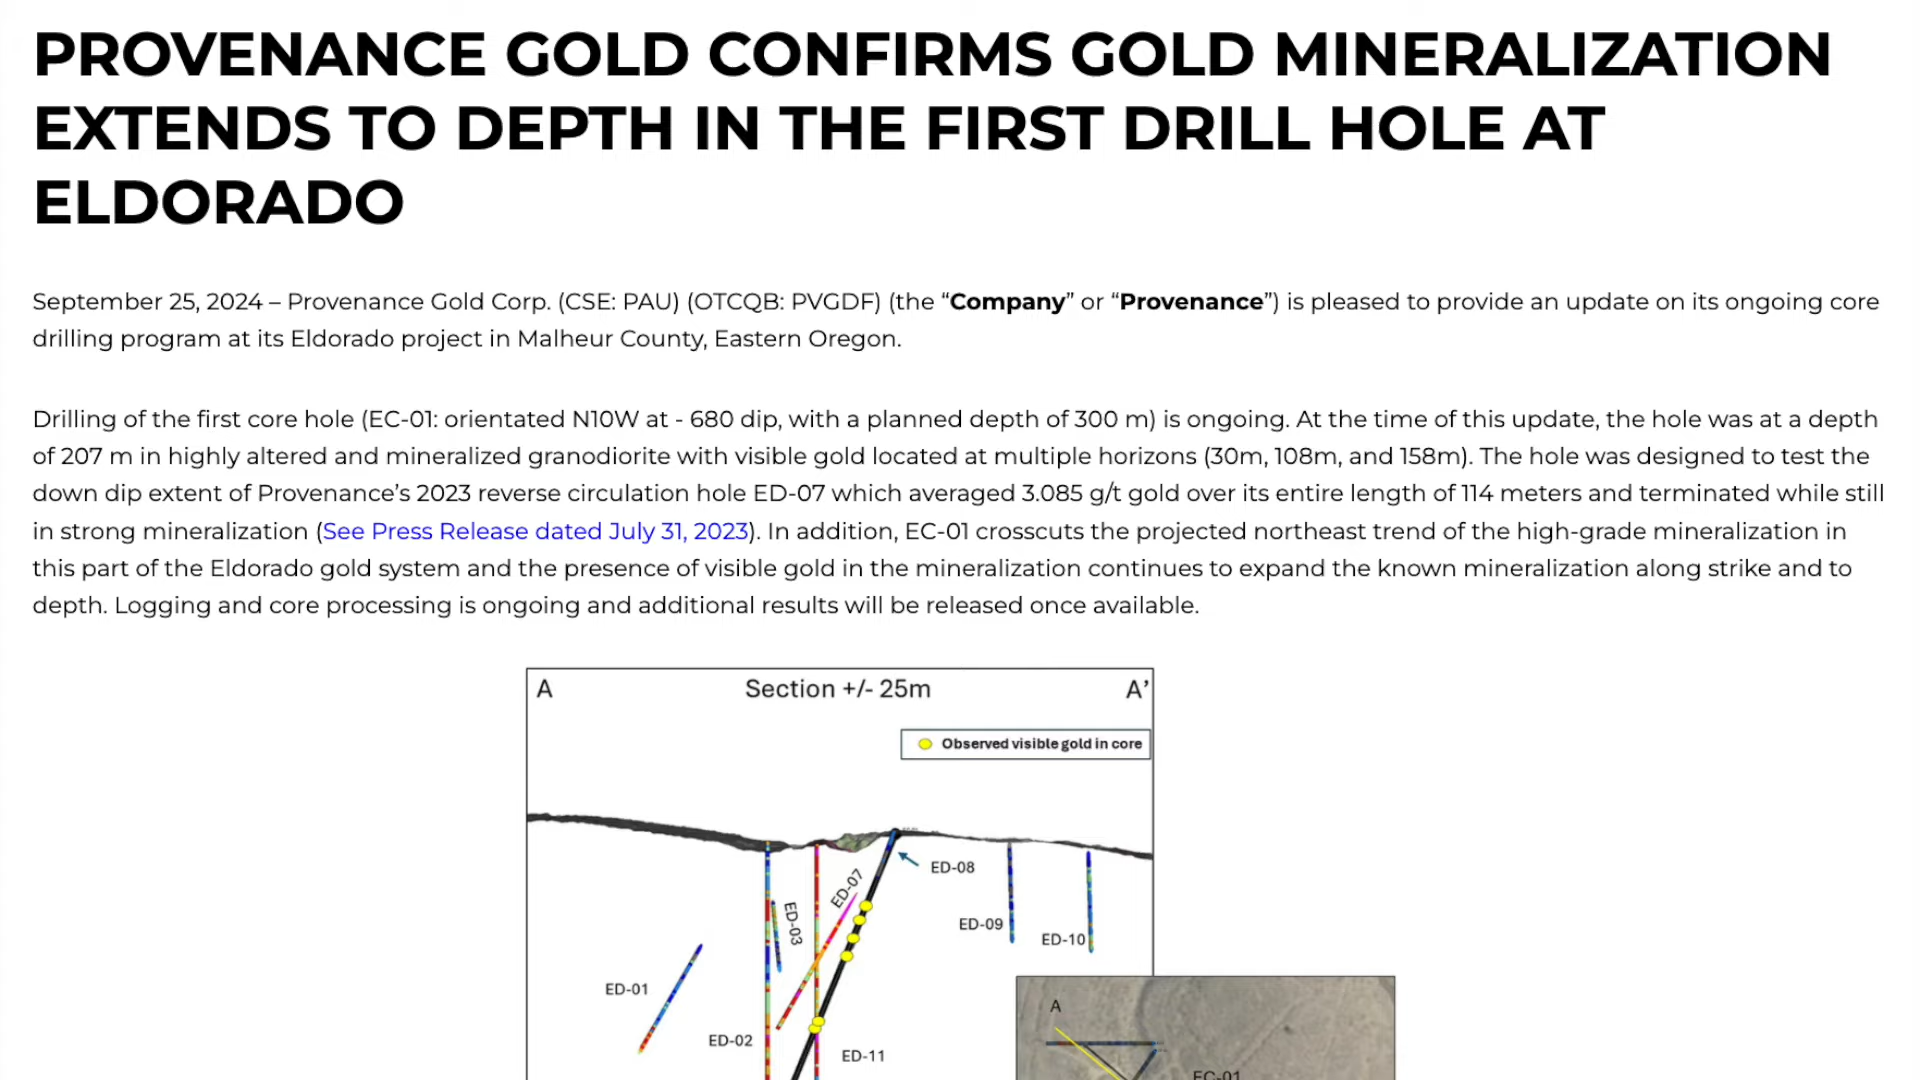 PROVENANCE GOLD CONFIRMS GOLD MINERALIZATION
EXTENDS TO DEPTH IN THE FIRST DRILL HOLE AT
ELDORADO
September 25, 2024 – Provenance Gold Corp. (CSE: PAU) (OTCQB: PVGDF) (the “Company” or “Provenance”) is pleased to provide an update on its ongoing core
drilling program at its Eldorado project in Malheur County, Eastern Oregon.
Drilling of the first core hole (EC-01: orientated N10W at - 680 dip, with a planned depth of 300 m) is ongoing. At the time of this update, the hole was at a depth
of 207 m in highly altered and mineralized granodiorite with visible gold located at multiple horizons (30m, 108m, and 158m). The hole was designed to test the
down dip extent of Provenance’s 2023 reverse circulation hole ED-07 which averaged 3.085 g/t gold over its entire length of 114 meters and terminated while still
in strong mineralization (See Press Release dated July 31, 2023). In addition, EC-01 crosscuts the projected northeast trend of the high-grade mineralization in
this part of the Eldorado gold system and the presence of visible gold in the mineralization continues to expand the known mineralization along strike and to
depth. Logging and core processing is ongoing and additional results will be released once available.
A
Section +/- 25m
A’
Observed visible gold in core
ED-08
ED-07
ED-03
ED-09
ED-10
ED-01
ED-02
ED-11
A
EC-01